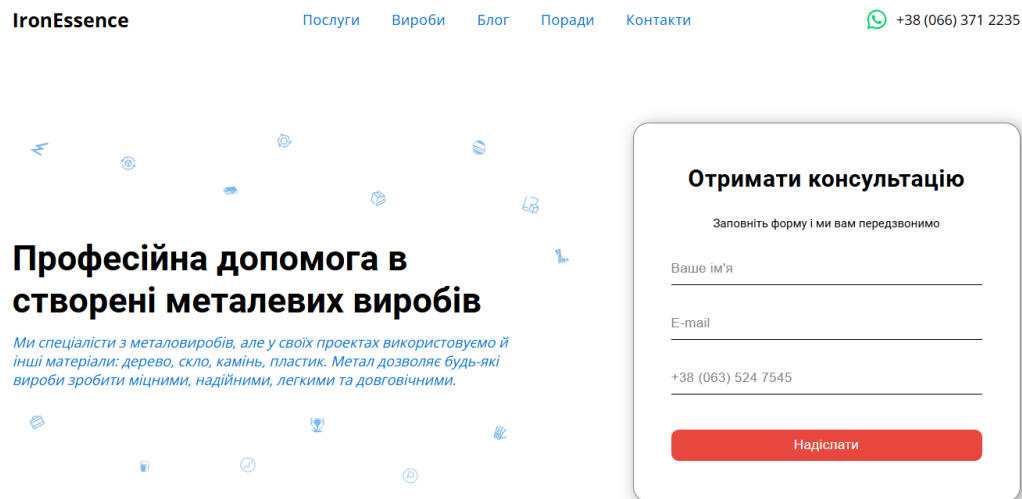 IronEssence
Послуги
Вироби
Блог
Поради
Контакти
+38 (066) 371 2235
Професійна допомога в
створені металевих виробів
Ми спеціалісти з металовиробів, але у своїх проектах використовуємо й
інші матеріали: дерево, скло, камінь, пластик. Метал дозволяє будь-які
вироби зробити міцними, надійними, легкими та довговічними.
Отримати консультацію
Заповніть форму і ми вам передзвонимо
Ваше ім'я
E-mail
+38 (063) 524 7545
Надіслати